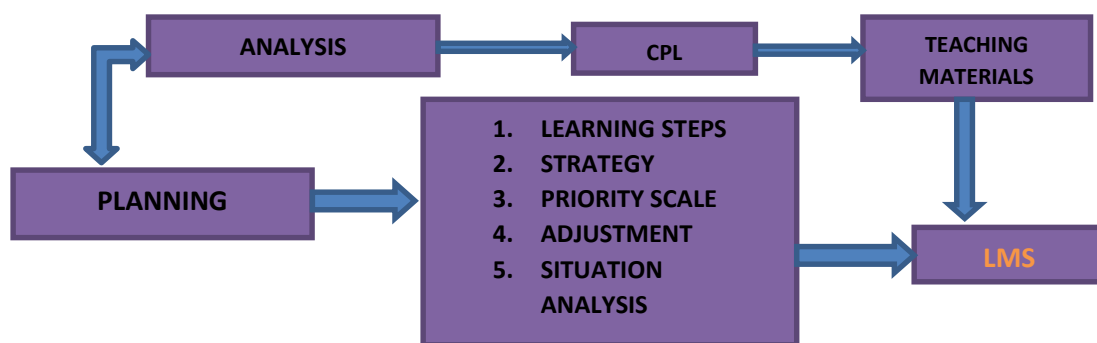 ANALYSIS
CPL
TEACHING
MATERIALS
PLANNING
1. LEARNING STEPS
2. STRATEGY
3. PRIORITY SCALE
4. ADJUSTMENT
5. SITUATION
ANALYSIS
LMS